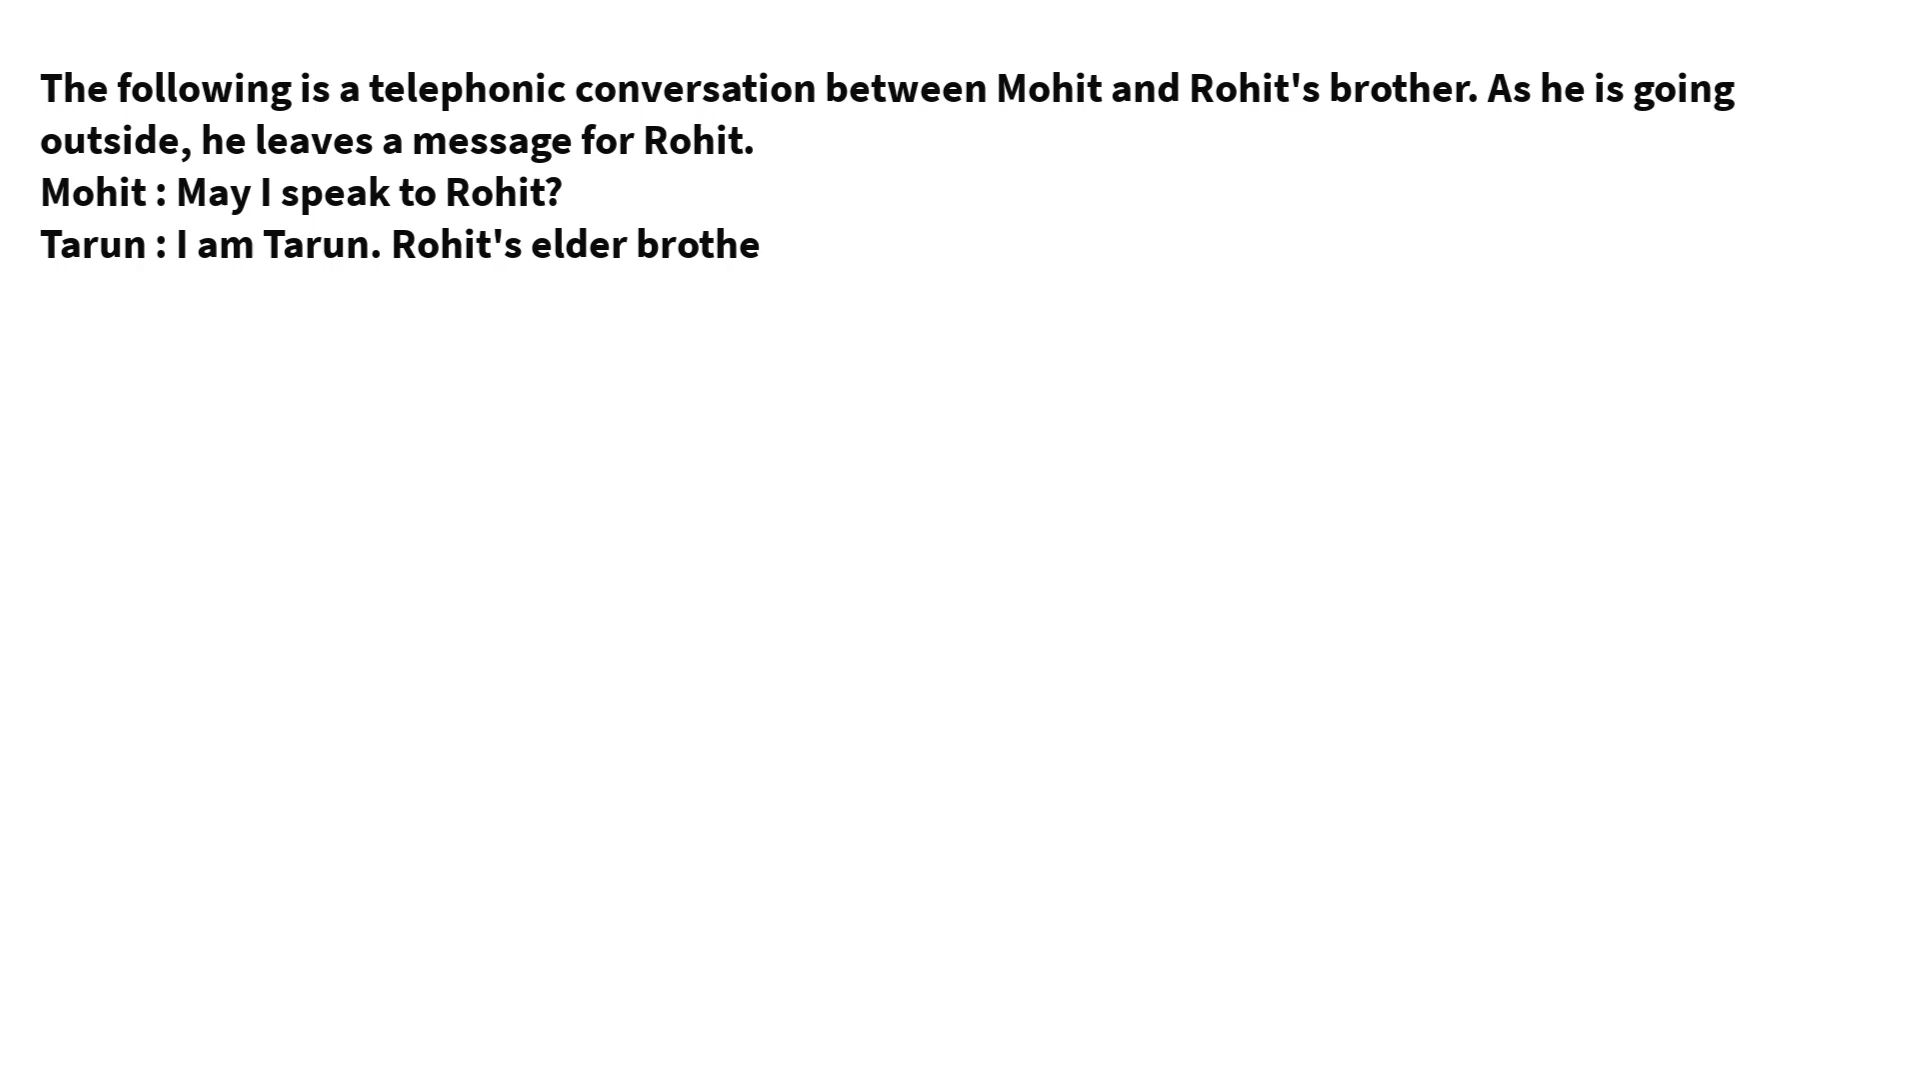 The following is a telephonic conversation between Mohit and Rohit's brother. As he is going
outside, he leaves a message for Rohit.
Mohit : May I speak to Rohit?
Tarun : I am Tarun. Rohit's elder brothe